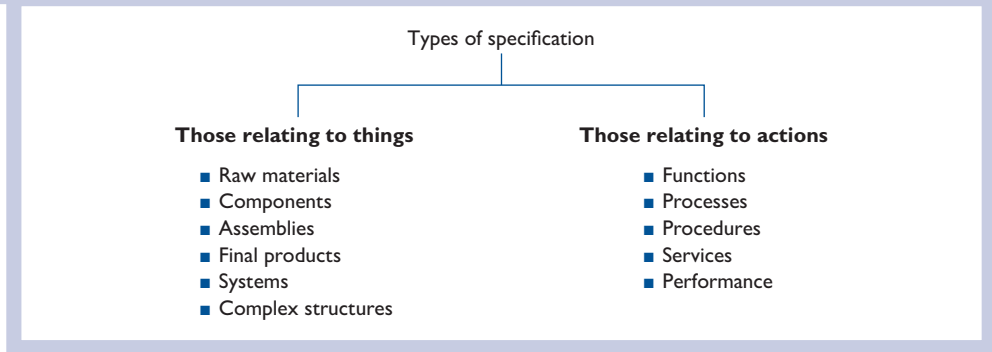 Types of specification
Those relating to things
■ Raw materials
■ Components
■ Assemblies
■ Final products
■ Systems
■ Complex structures
Those relating to actions
■ Functions
■ Processes
■ Procedures
■ Services
■ Performance